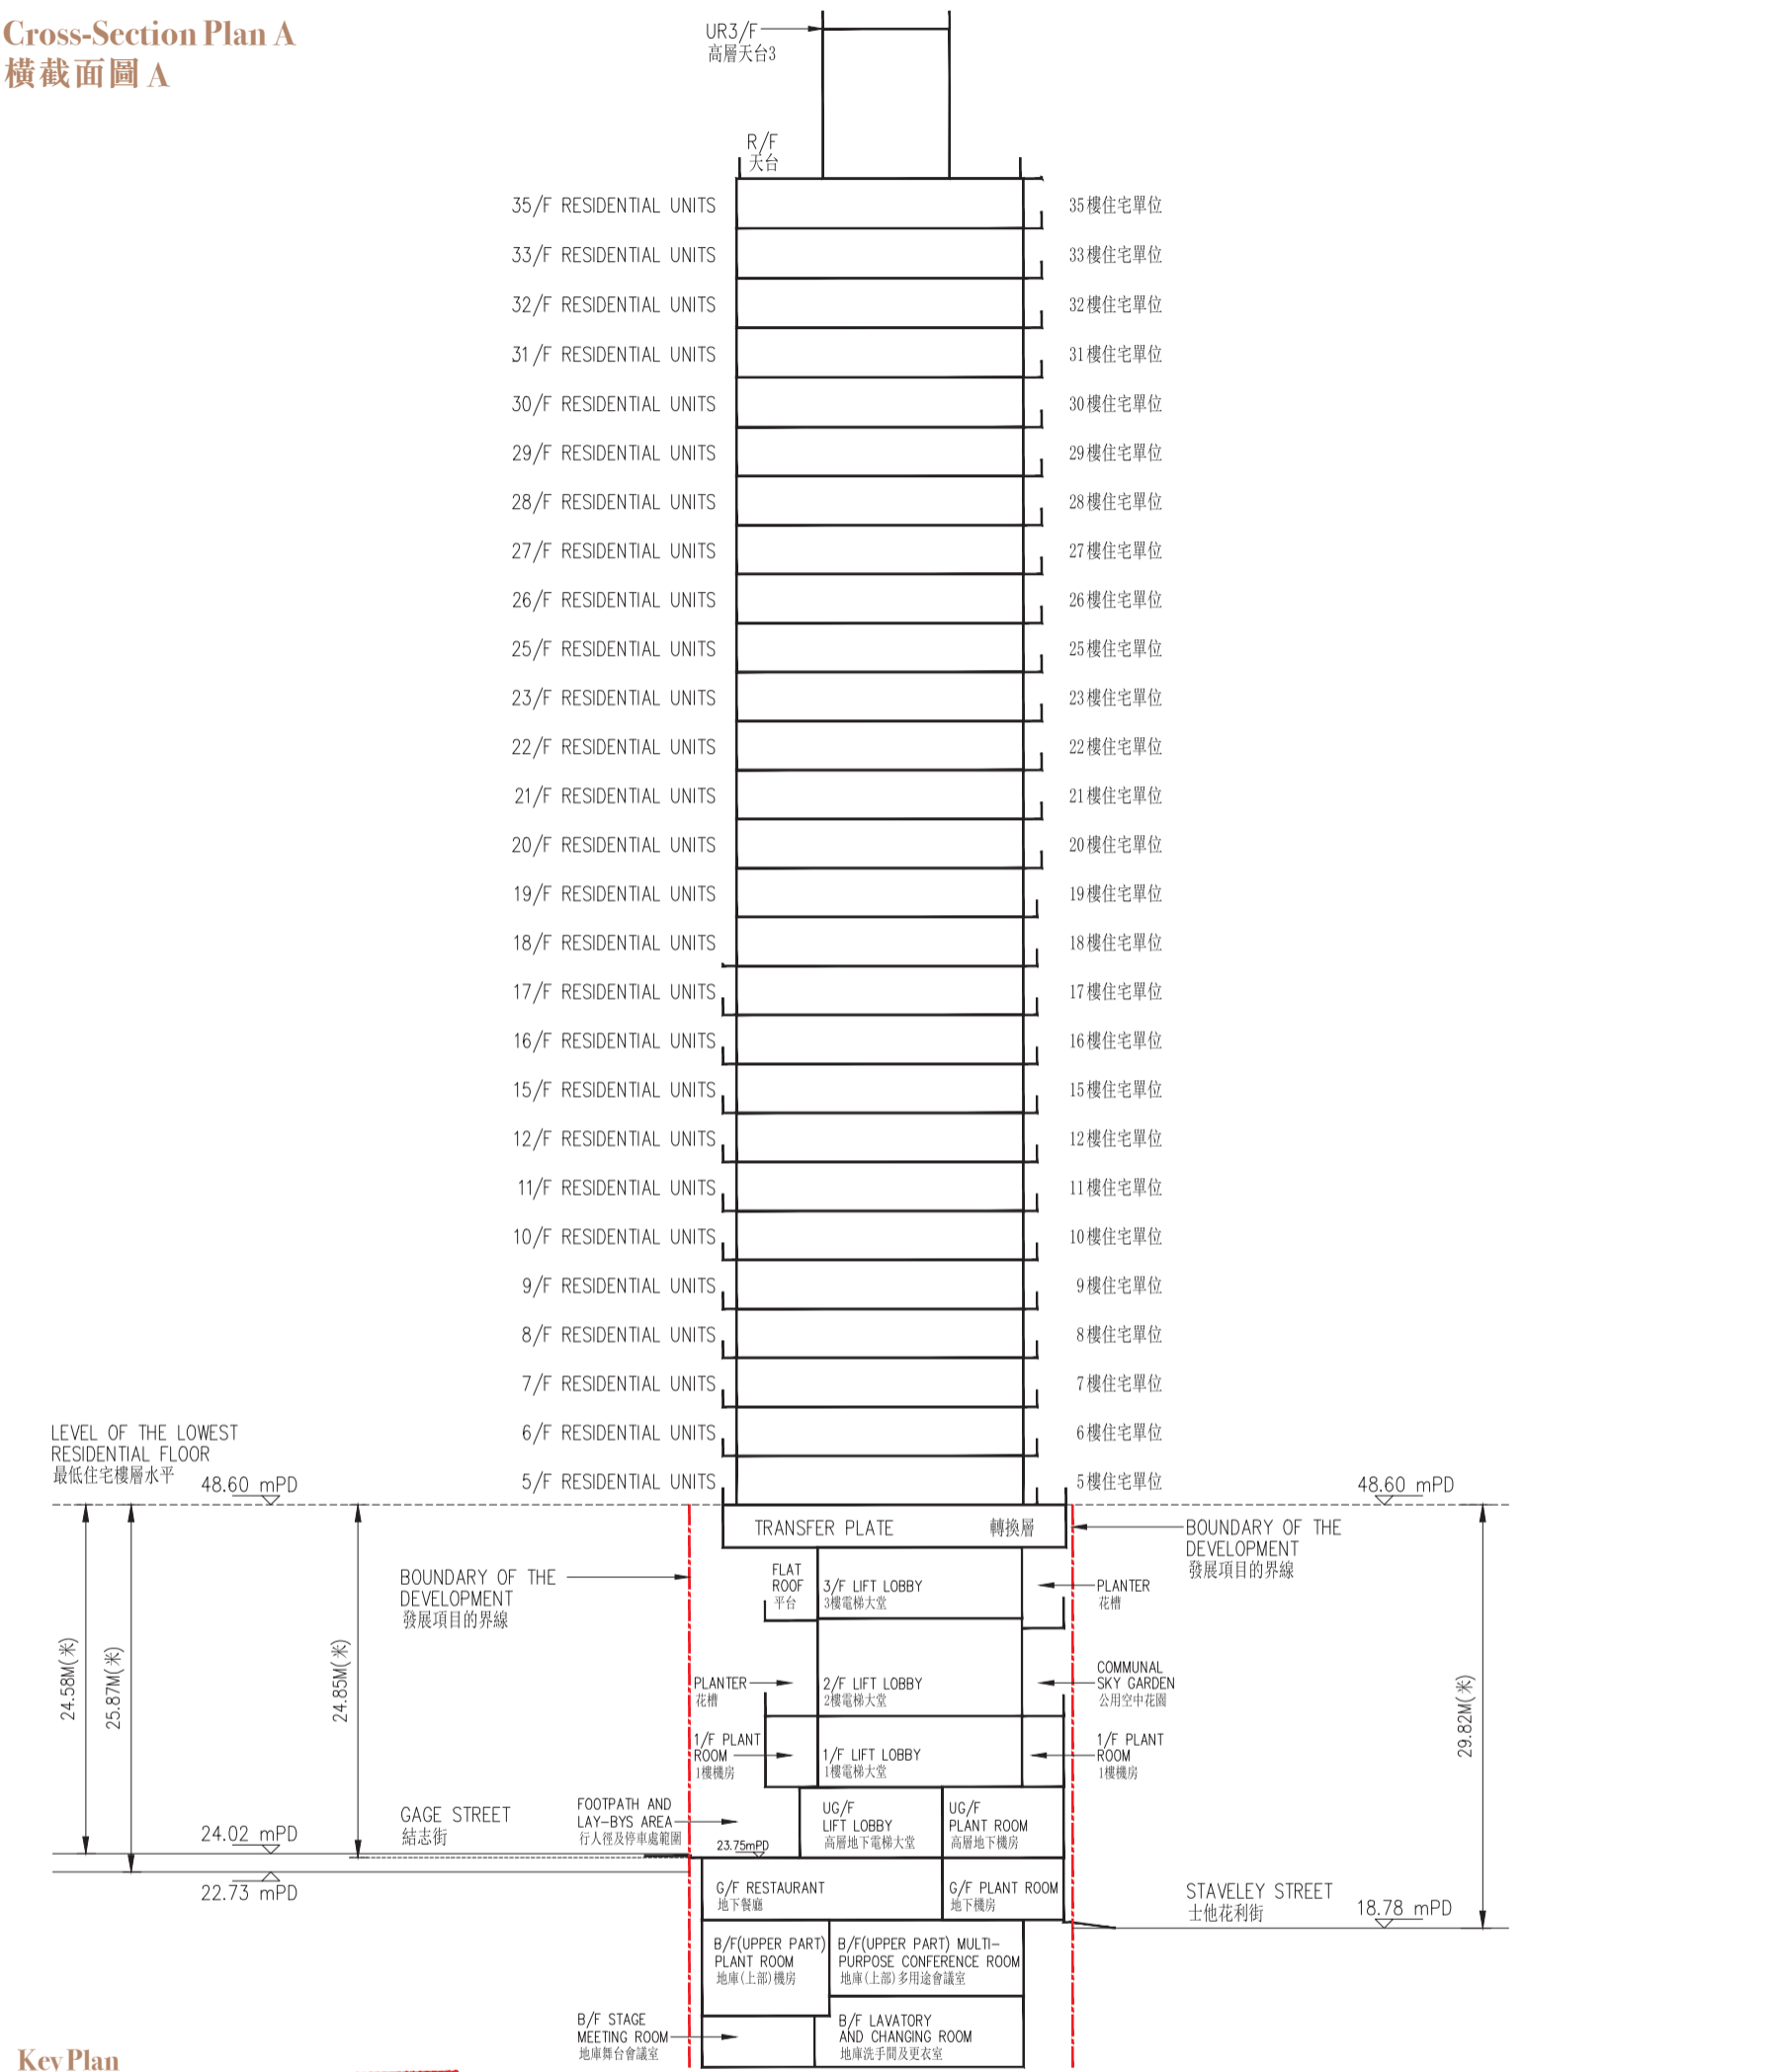 Cross-Section Plan A
橫截面圖 A
UR3/F
高層天台3
R/F
天台
35/F RESIDENTIAL UNITS
35樓住宅單位
33/F RESIDENTIAL UNITS
33樓住宅單位
32/F RESIDENTIAL UNITS
32樓住宅單位
31/F RESIDENTIAL UNITS
31樓住宅單位
30/F RESIDENTIAL UNITS
30樓住宅單位
29/F RESIDENTIAL UNITS
29樓住宅單位
28/F RESIDENTIAL UNITS
28樓住宅單位
27/F RESIDENTIAL UNITS
27樓住宅單位
26/F RESIDENTIAL UNITS
26樓住宅單位
25/F RESIDENTIAL UNITS
25樓住宅單位
23/F RESIDENTIAL UNITS
23樓住宅單位
22/F RESIDENTIAL UNITS
22樓住宅單位
21/F RESIDENTIAL UNITS
21樓住宅單位
20/F RESIDENTIAL UNITS
20樓住宅單位
19/F RESIDENTIAL UNITS
19樓住宅單位
18/F RESIDENTIAL UNITS
18樓住宅單位
17/F RESIDENTIAL UNITS
17樓住宅單位
16/F RESIDENTIAL UNITS
16樓住宅單位
15/F RESIDENTIAL UNITS
15樓住宅單位
12/F RESIDENTIAL UNITS
12樓住宅單位
11/F RESIDENTIAL UNITS
11樓住宅單位
10/F RESIDENTIAL UNITS
10樓住宅單位
9/F RESIDENTIAL UNITS
9樓住宅單位
8/F RESIDENTIAL UNITS
8樓住宅單位
7/F RESIDENTIAL UNITS
7樓住宅單位
6/F RESIDENTIAL UNITS
6樓住宅單位
5/F RESIDENTIAL UNITS
5樓住宅單位
LEVEL OF THE LOWEST
RESIDENTIAL FLOOR
最低住宅樓層水平
48.60 mPD
48.60 mPD
TRANSFER PLATE 轉換層
BOUNDARY OF THE
DEVELOPMENT
發展項目的界線
BOUNDARY OF THE
DEVELOPMENT
發展項目的界線
FLAT
ROOF
平台
3/F LIFT LOBBY
3樓電梯大堂
PLANTER
花槽
24.58M(米)
25.87M(米)
24.85M(米)
29.82M(米)
PLANTER
花槽
2/F LIFT LOBBY
2樓電梯大堂
COMMUNAL
SKY GARDEN
公用空中花園
1/F PLANT
ROOM
1樓機房
1/F LIFT LOBBY
1樓電梯大堂
1/F PLANT
ROOM
1樓機房
GAGE STREET
結志街
FOOTPATH AND
LAY-BYS AREA
行人徑及停車處範圍
UG/F
LIFT LOBBY
高層地下電梯大堂
UG/F
PLANT ROOM
高層地下機房
24.02 mPD
23.75mPD
22.73 mPD
G/F RESTAURANT
地下餐廳
G/F PLANT ROOM
地下機房
STAVELEY STREET
士他花利街
18.78 mPD
B/F(UPPER PART)
PLANT ROOM
地庫(上部)機房
B/F(UPPER PART) MULTI-
PURPOSE CONFERENCE ROOM
地庫(上部)多用途會議室
B/F STAGE
MEETING ROOM
地庫舞台會議室
B/F LAVATORY
AND CHANGING ROOM
地庫洗手間及更衣室
Key Plan